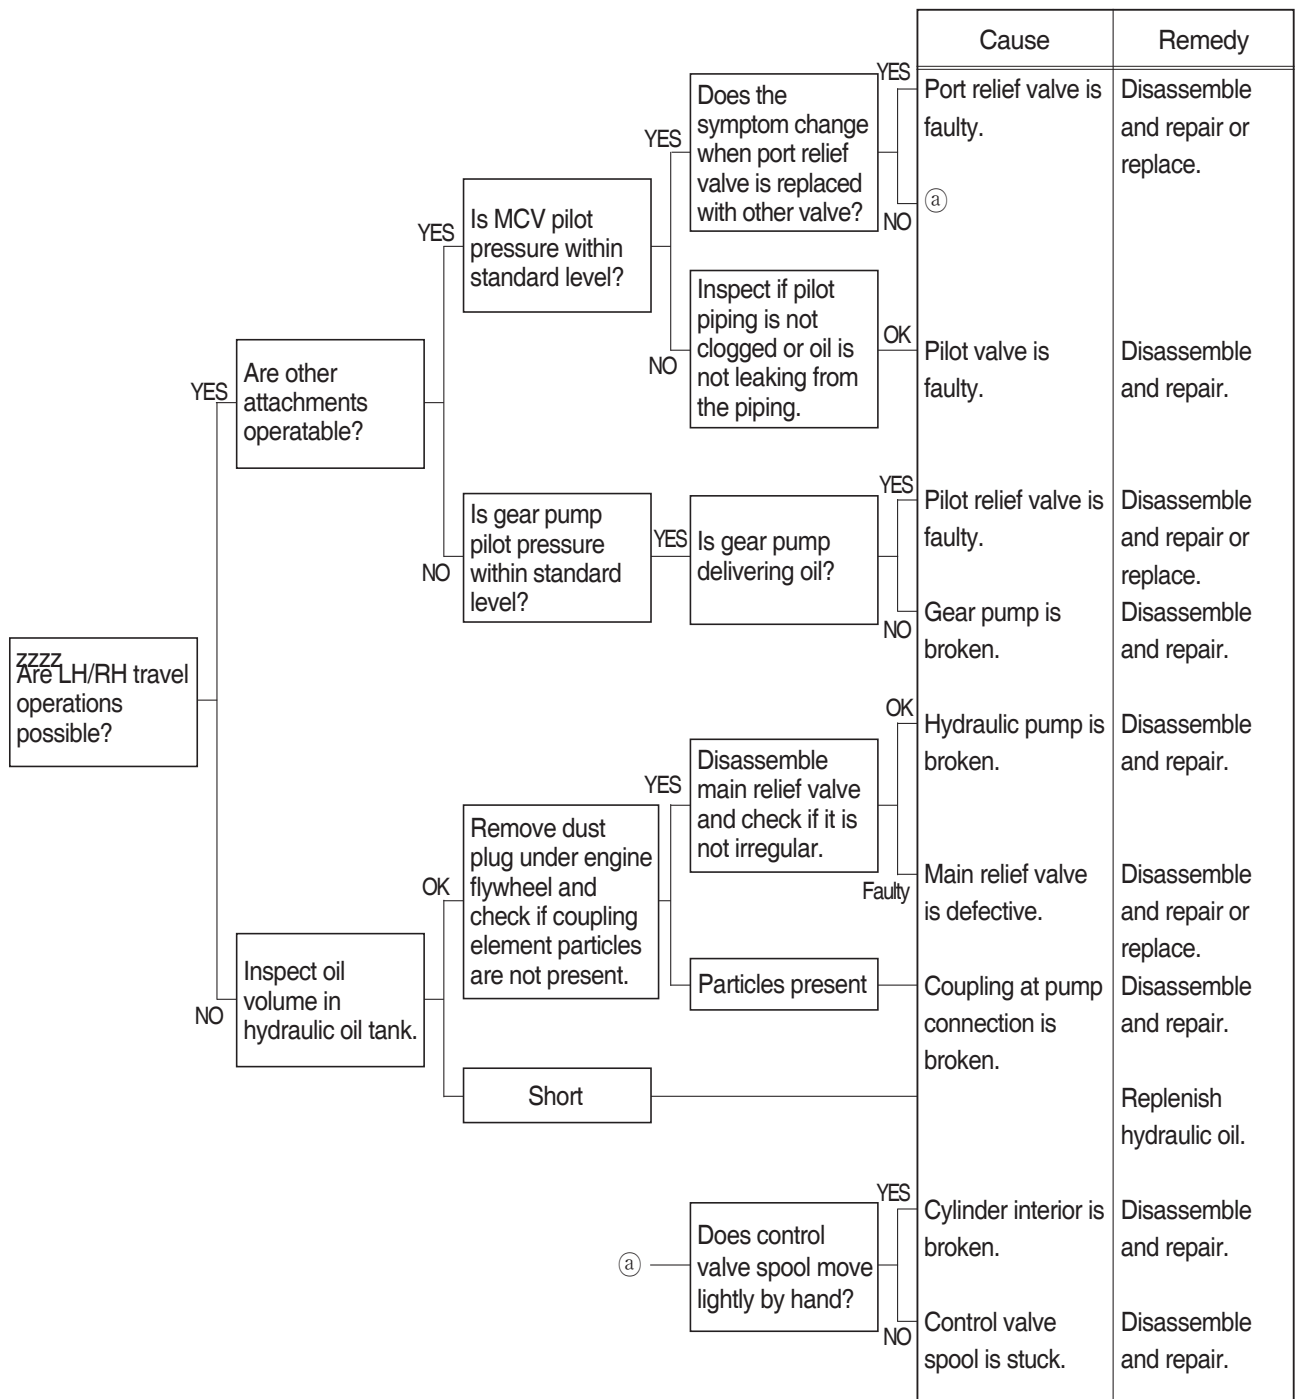 Cause
Remedy
YES
Does the
symptom change
when port relief
valve is replaced
with other valve?
Port relief valve is
faulty.
Disassemble
and repair or
replace.
YES
NO
ⓐ
YES
Is MCV pilot
pressure within
standard level?
Inspect if pilot
piping is not
clogged or oil is
not leaking from
the piping.
NO
OK
Pilot valve is
faulty.
Disassemble
and repair.
YES
Are other
attachments
operatable?
YES
Pilot relief valve is
faulty.
Disassemble
and repair or
replace.
NO
Is gear pump
pilot pressure
within standard
level?
YES
Is gear pump
delivering oil?
NO
Gear pump is
broken.
Disassemble
and repair.
zzzz
Are LH/RH travel
operations
possible?
OK
Hydraulic pump is
broken.
Disassemble
and repair.
YES
Disassemble
main relief valve
and check if it is
not irregular.
OK
Remove dust
plug under engine
flywheel and
check if coupling
element particles
are not present.
Faulty
Main relief valve
is defective.
Disassemble
and repair or
replace.
NO
Inspect oil
volume in
hydraulic oil tank.
Particles present
Coupling at pump
connection is
broken.
Disassemble
and repair.
Short
Replenish
hydraulic oil.
ⓐ
Does control
valve spool move
lightly by hand?
YES
Cylinder interior is
broken.
Disassemble
and repair.
NO
Control valve
spool is stuck.
Disassemble
and repair.